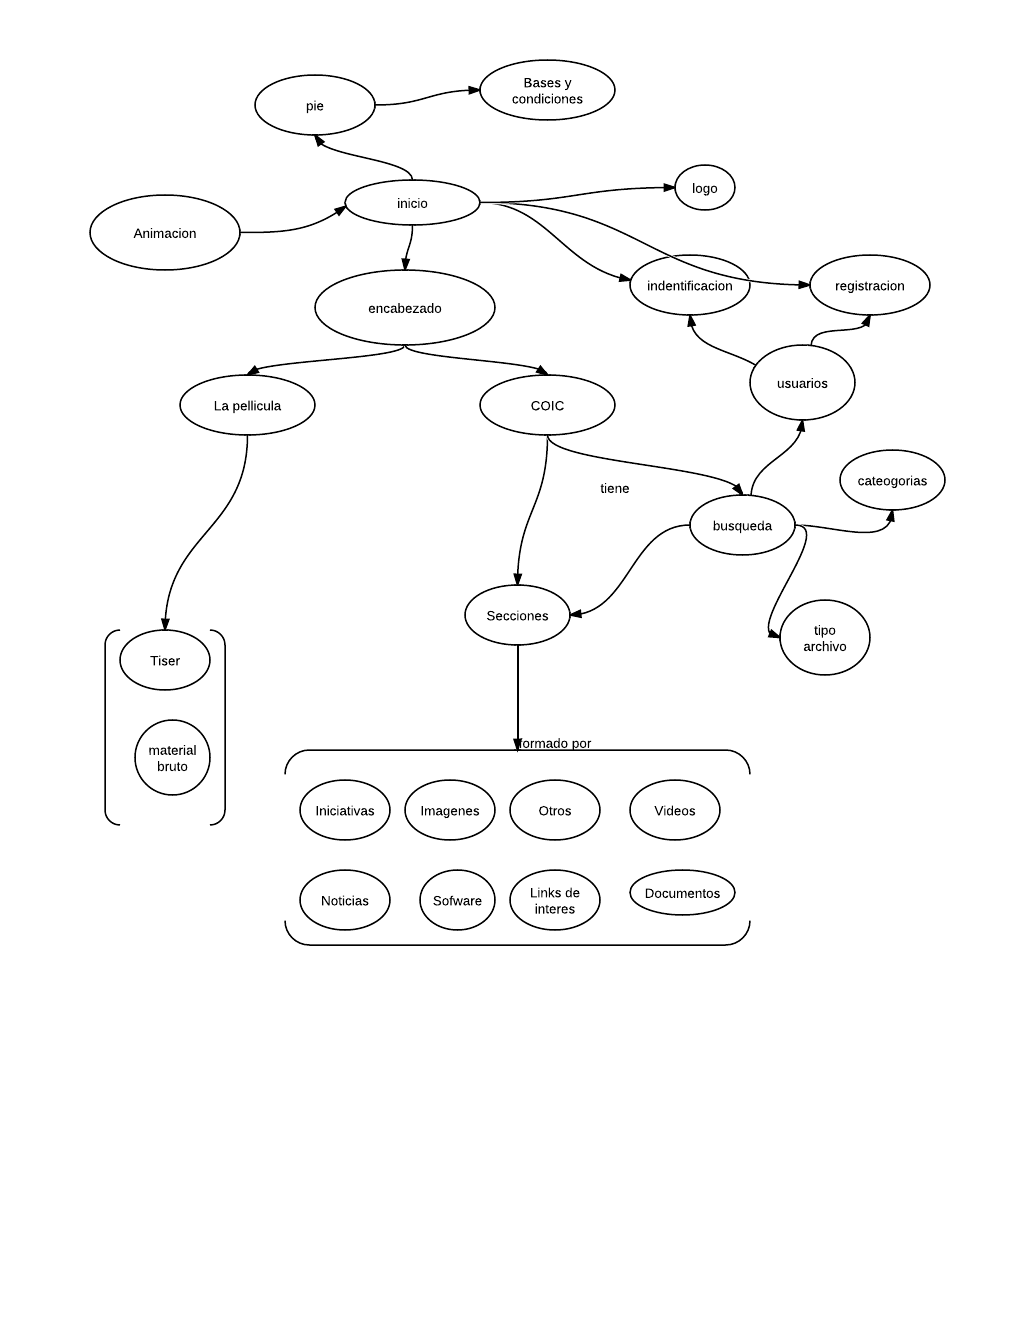 Bases y
condiciones
pie
logo
inicio
Animacion
indentificacion
registracion
encabezado
usuarios
La pellicula
COIC
cateogorias
tiene
busqueda
Secciones
tipo
archivo
Tiser
formado por
material
bruto
Iniciativas
Imagenes
Otros
Videos
Noticias
Sofware
Links de
interes
Documentos